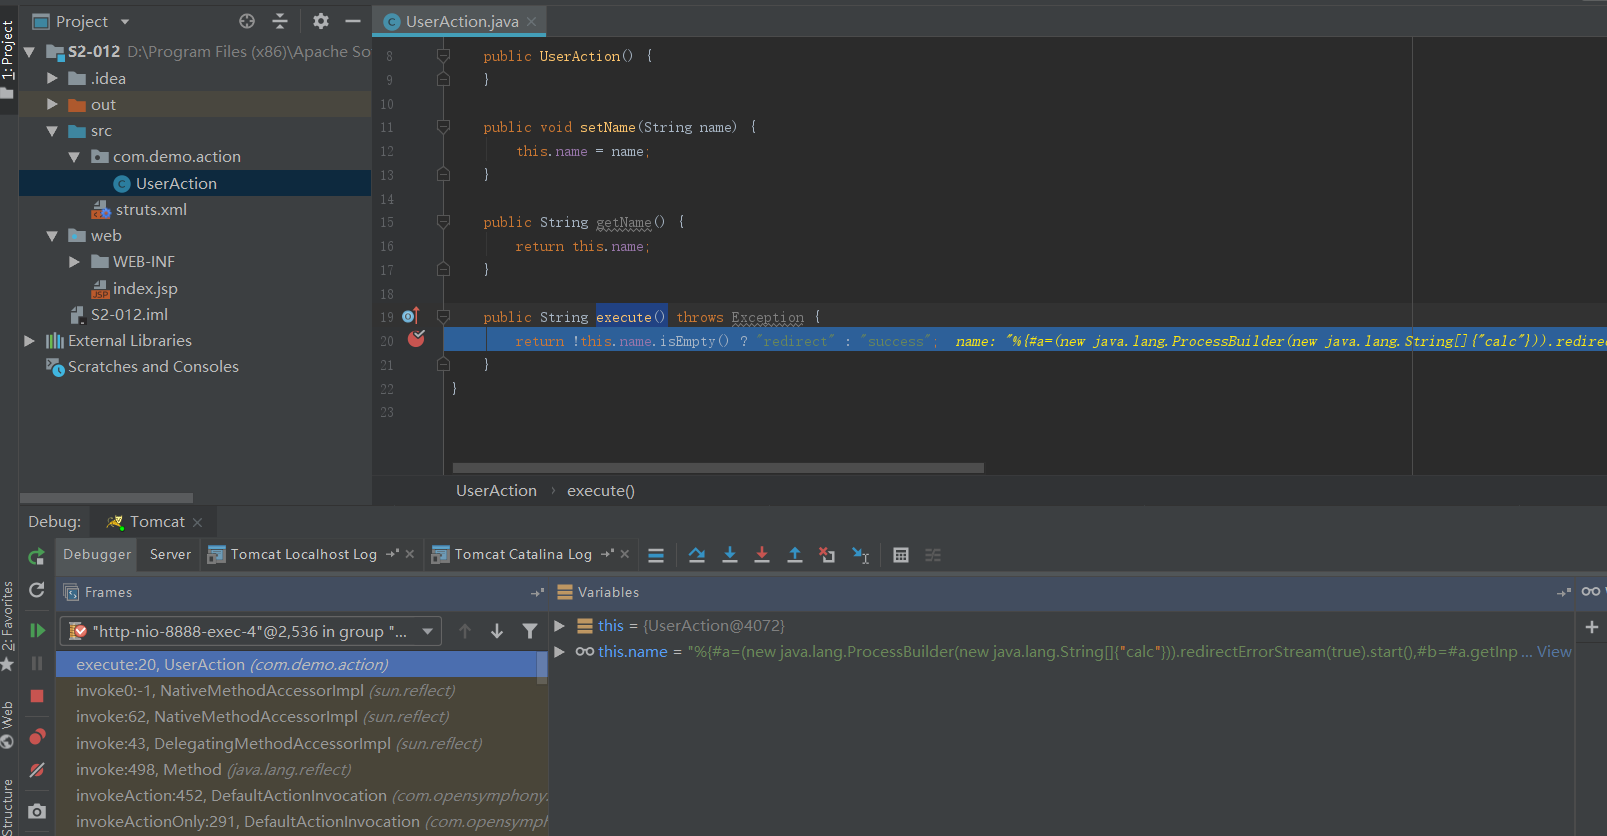 Project
UserAction.java
1: Project
S2-012 D:\Program Files (x86)\Apache So
.idea
out
src
com.demo.action
UserAction
struts.xml
web
WEB-INF
index.jsp
S2-012.iml
External Libraries
Scratches and Consoles
8 public UserAction() {
9 }
10
11 public void setName(String name) {
12 this.name = name;
13 }
14
15 public String getName() {
16 return this.name;
17 }
18
19 public String execute() throws Exception {
20 return !this.name.isEmpty() ? "redirect" : "success"; name: "%{#a=(new java.lang.ProcessBuilder(new java.lang.String[]{"calc"})).redirec
21 }
22 }
23
UserAction › execute()
Debug: Tomcat
Debugger Server Tomcat Localhost Log Tomcat Catalina Log
2: Favorites
Web
Structure
Frames
"http-nio-8888-exec-4"@2,536 in group "...
execute:20, UserAction (com.demo.action)
invoke0:-1, NativeMethodAccessorImpl (sun.reflect)
invoke:62, NativeMethodAccessorImpl (sun.reflect)
invoke:43, DelegatingMethodAccessorImpl (sun.reflect)
invoke:498, Method (java.lang.reflect)
invokeAction:452, DefaultActionInvocation (com.opensymphony.
invokeActionOnly:291, DefaultActionInvocation (com.opensymph
Variables
this = {UserAction@4072}
this.name = "%{#a=(new java.lang.ProcessBuilder(new java.lang.String[]{"calc"})).redirectErrorStream(true).start(),#b=#a.getInp ... View